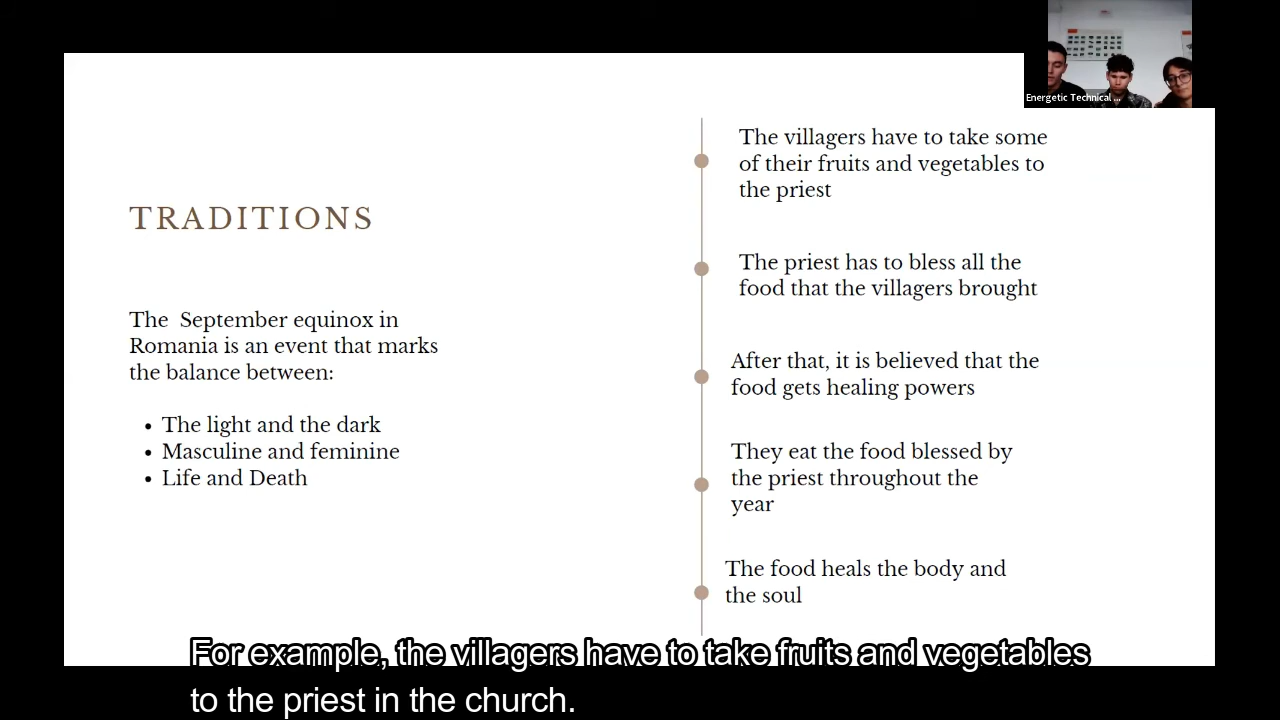 Energetic Technical ...
TRADITIONS
The September equinox in
Romania is an event that marks
the balance between:
• The light and the dark
• Masculine and feminine
• Life and Death
The villagers have to take some
of their fruits and vegetables to
the priest
The priest has to bless all the
food that the villagers brought
After that, it is believed that the
food gets healing powers
They eat the food blessed by
the priest throughout the
year
The food heals the body and
the soul
For example, the villagers have to take fruits and vegetables
to the priest in the church.